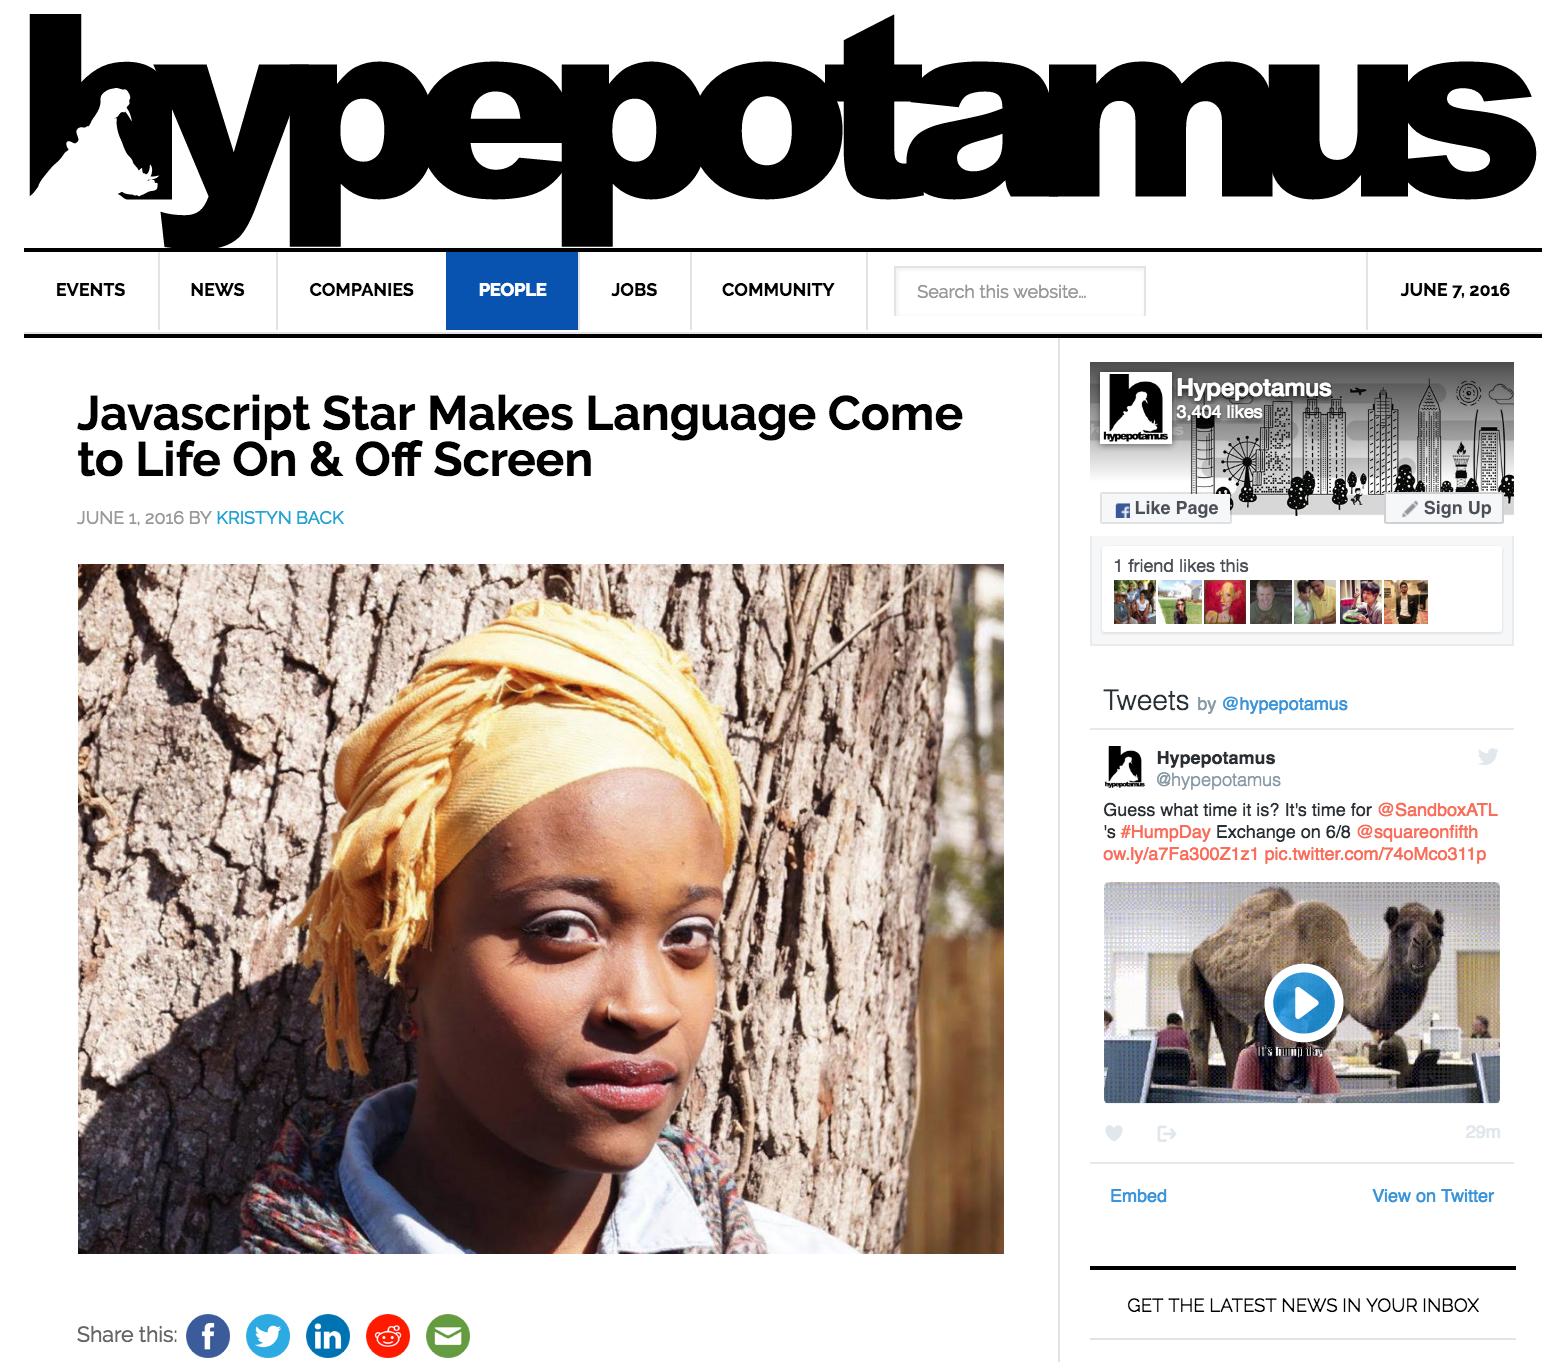 hypepotamus
EVENTS
NEWS
COMPANIES
PEOPLE
JOBS
COMMUNITY
Search this website...
JUNE 7, 2016
Javascript Star Makes Language Come
to Life On & Off Screen
JUNE 1, 2016 BY KRISTYN BACK
Share this:
hypepotamus
Hypepotamus
3,404 likes
Like Page
Sign Up
1 friend likes this
Tweets by @hypepotamus
hypepotamus
Hypepotamus
@hypepotamus
Guess what time it is? It's time for @SandboxATL
's #HumpDay Exchange on 6/8 @squareonfifth
ow.ly/a7Fa300Z1z1 pic.twitter.com/74oMco311p
It's hump day
29m
Embed
View on Twitter
GET THE LATEST NEWS IN YOUR INBOX